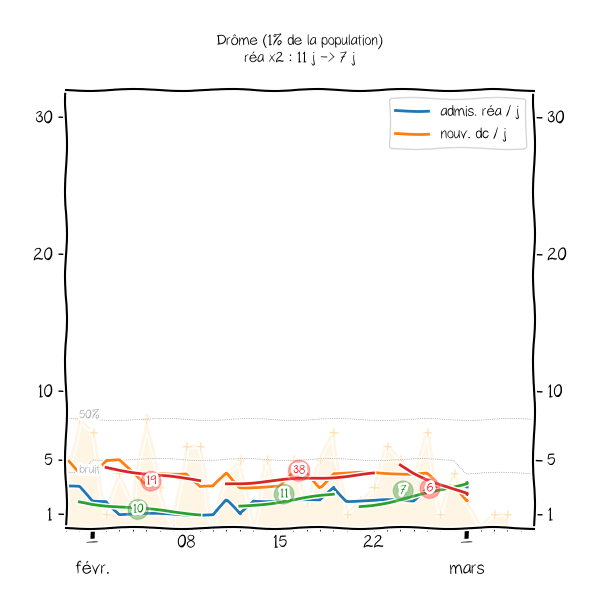 Drôme (1% de la population)
réa x2 : 11 j -> 7 j
admis. réa / j
nouv. dc / j
30
30
20
20
10
10
50%
5
5
bruit
38
19
11
7
6
10
1
1
08
15
22
févr.
mars